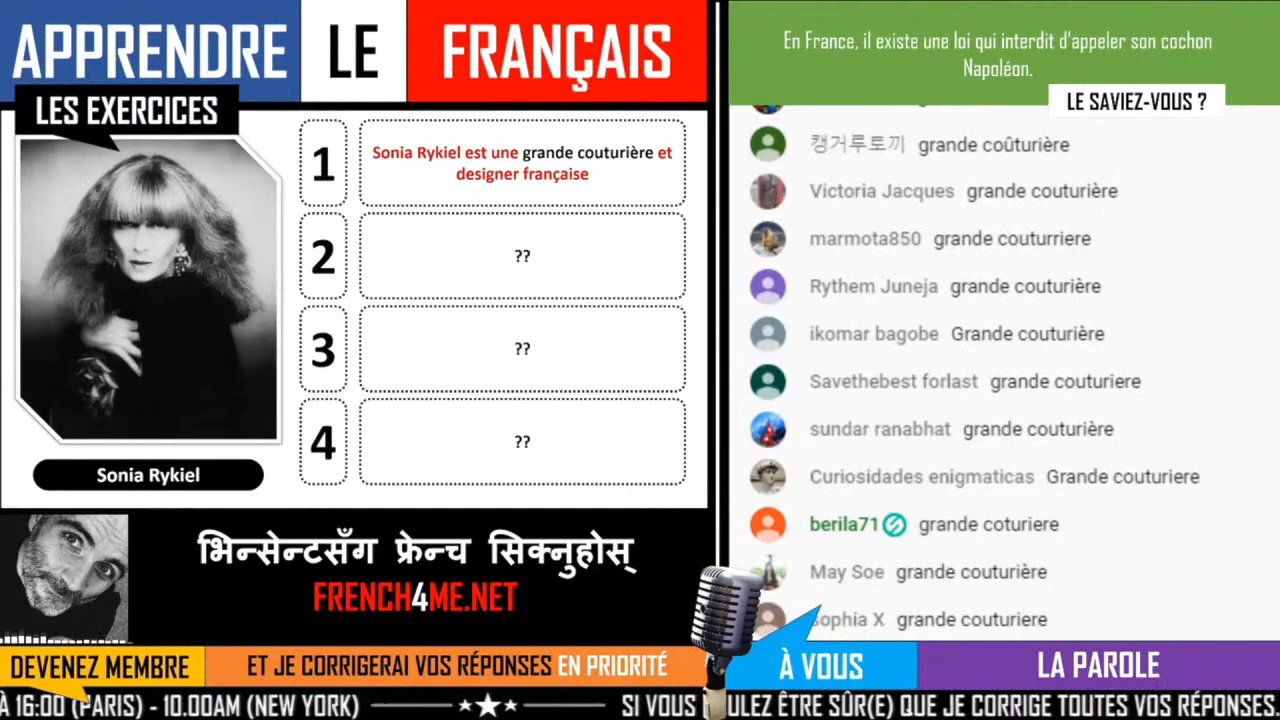 APPRENDRE LE FRANÇAIS
LES EXERCICES
1
Sonia Rykiel est une grande couturière et
designer française
2
??
3
??
4
??
Sonia Rykiel
भिन्सेन्टसँग फ्रेन्च सिक्नुहोस्
FRENCH4ME.NET
DEVENEZ MEMBRE
ET JE CORRIGERAI VOS RÉPONSES EN PRIORITÉ
En France, il existe une loi qui interdit d'appeler son cochon
Napoléon.
LE SAVIEZ-VOUS ?
캥거루토끼 grande coûturière
Victoria Jacques grande couturière
marmota850 grande couturriere
Rythem Juneja grande couturière
ikomar bagobe Grande couturière
Savethebest forlast grande couturiere
sundar ranabhat grande couturière
Curiosidades enigmaticas Grande couturiere
berila71 grande coturiere
May Soe grande couturière
sophia X grande couturiere
À VOUS
LA PAROLE
À 16:00 (PARIS) - 10.00AM (NEW YORK)
SI VOUS ULEZ ÊTRE SÛR(E) QUE JE CORRIGE TOUTES VOS RÉPONSES.